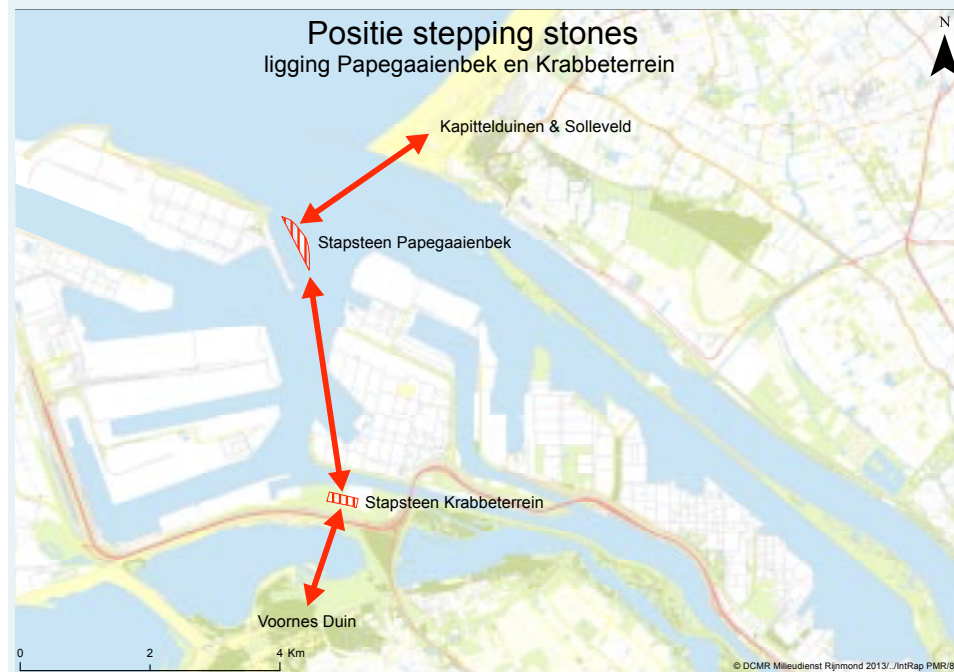 Positie stepping stones
ligging Papegaaienbek en Krabbeterrein
N
Kapittelduinen & Solleveld
Stapsteen Papegaaienbek
Stapsteen Krabbeterrein
Voornes Duin
0 2 4 Km
© DCMR Milieudienst Rijnmond 2013/../IntRap PMR/8